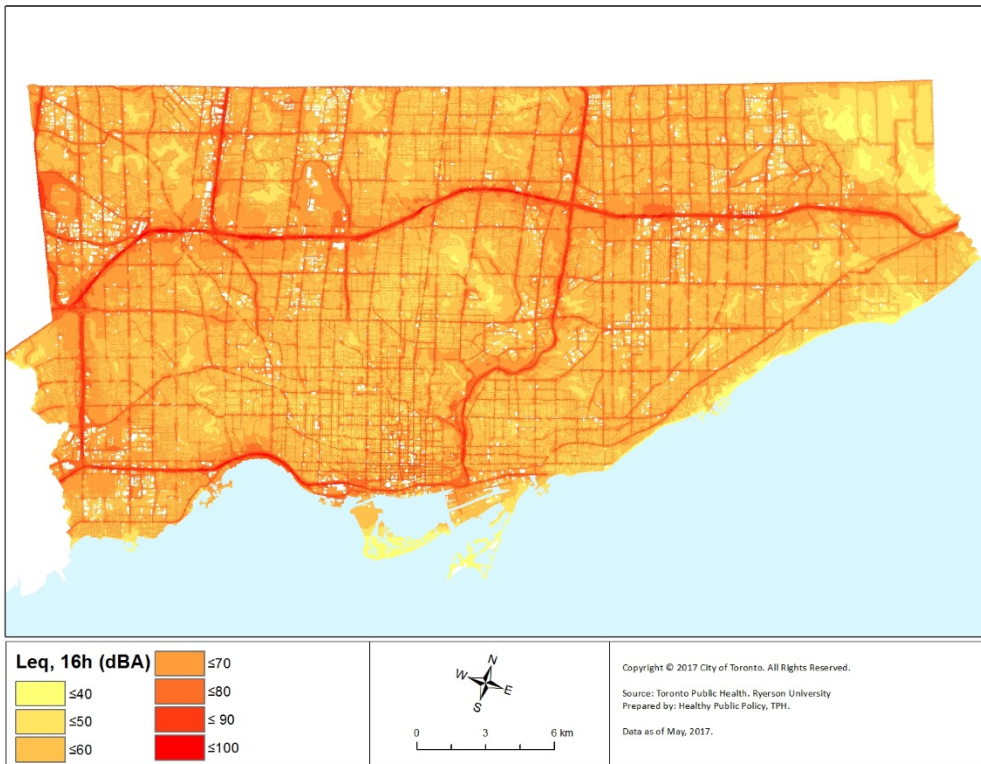 Leq, 16h (dBA)
≤40
≤50
≤60
≤70
≤80
≤ 90
≤100
N
W
E
S
0 3 6 km
Copyright © 2017 City of Toronto. All Rights Reserved.
Source: Toronto Public Health. Ryerson University
Prepared by: Healthy Public Policy, TPH.
Data as of May, 2017.